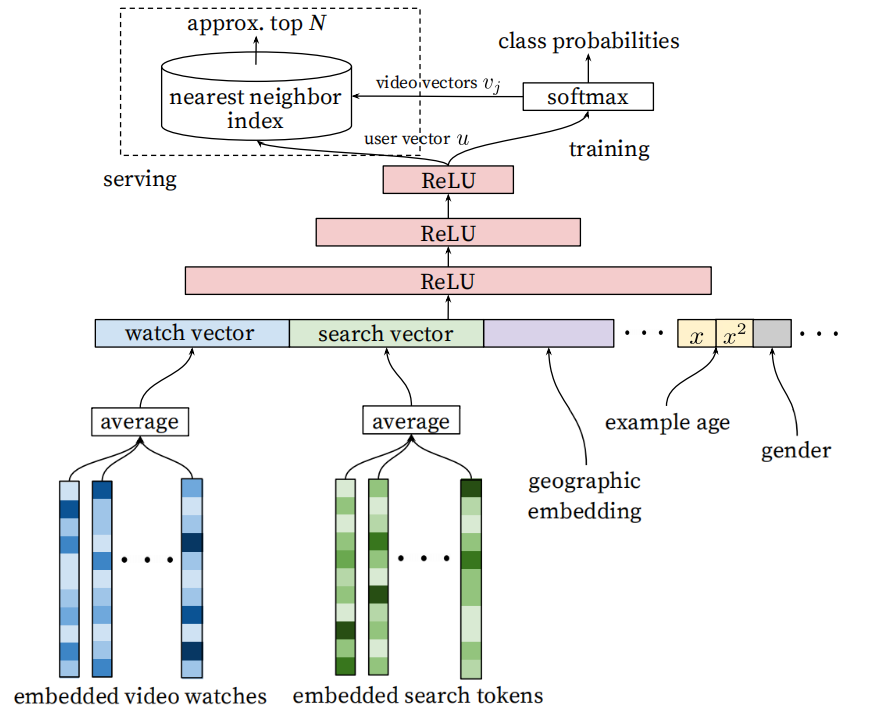 approx. top N
class probabilities
video vectors v_j
nearest neighbor
index
softmax
user vector u
training
serving
ReLU
ReLU
ReLU
watch vector
search vector
x
x²
average
average
example age
gender
geographic
embedding
embedded video watches
embedded search tokens